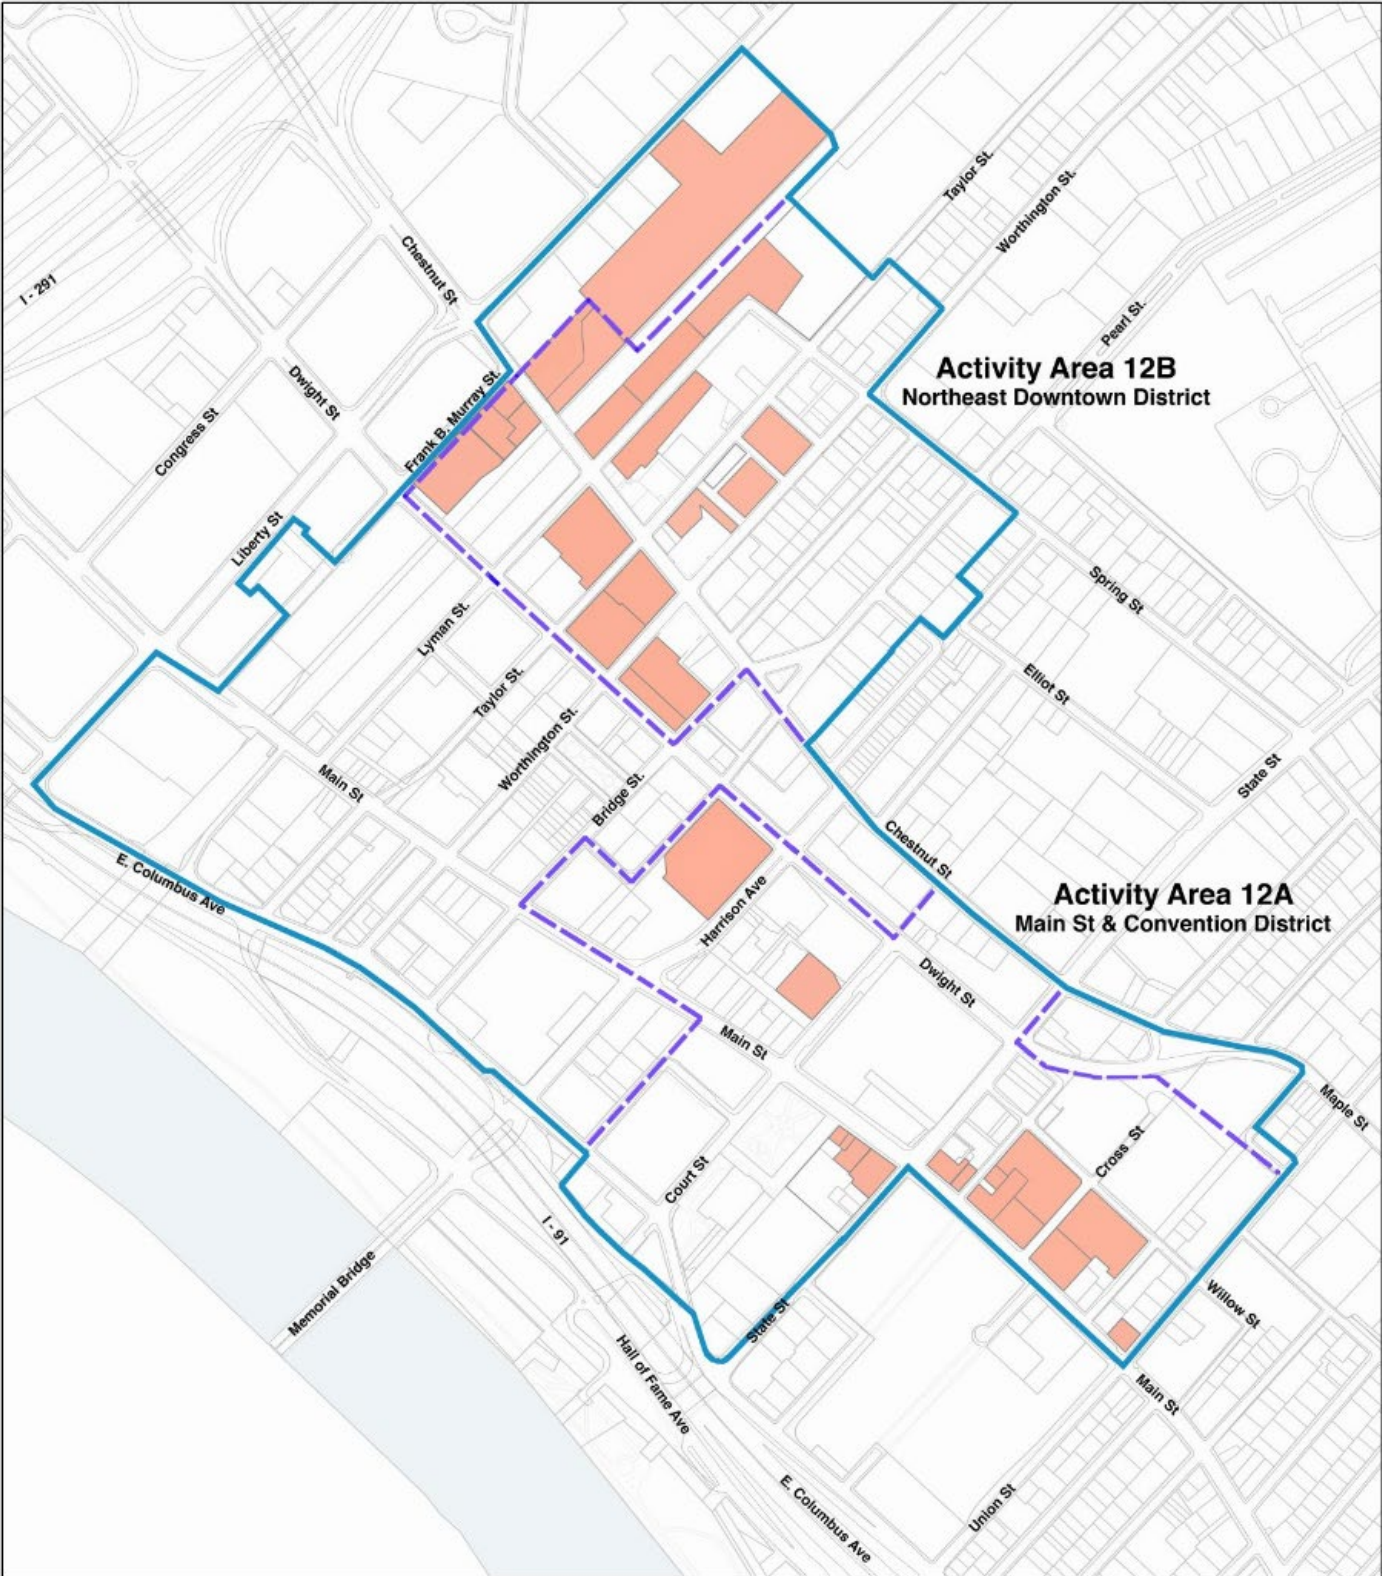 Taylor St.
Worthington St.
Chestnut St
I - 291
Pearl St.
Activity Area 12B
Northeast Downtown District
Dwight St
Frank B. Murray St.
Congress St
Liberty St
Spring St
Lyman St.
Elliot St
Taylor St.
Worthington St.
State St
Main St
Bridge St.
Chestnut St
E. Columbus Ave
Activity Area 12A
Main St & Convention District
Harrison Ave
Dwight St
Main St
Maple St
Cross St
Court St
I - 91
Memorial Bridge
Willow St
State St
Hall of Fame Ave
Main St
Union St
E. Columbus Ave